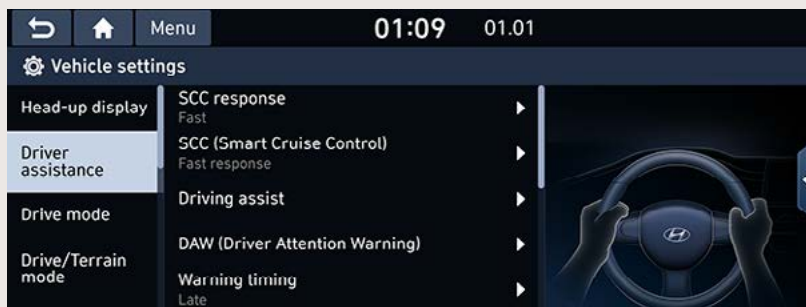 Menu
01:09
01.01
Vehicle settings
Head-up display
Driver
assistance
Drive mode
Drive/Terrain
mode
SCC response
Fast
SCC (Smart Cruise Control)
Fast response
Driving assist
DAW (Driver Attention Warning)
Warning timing
Late